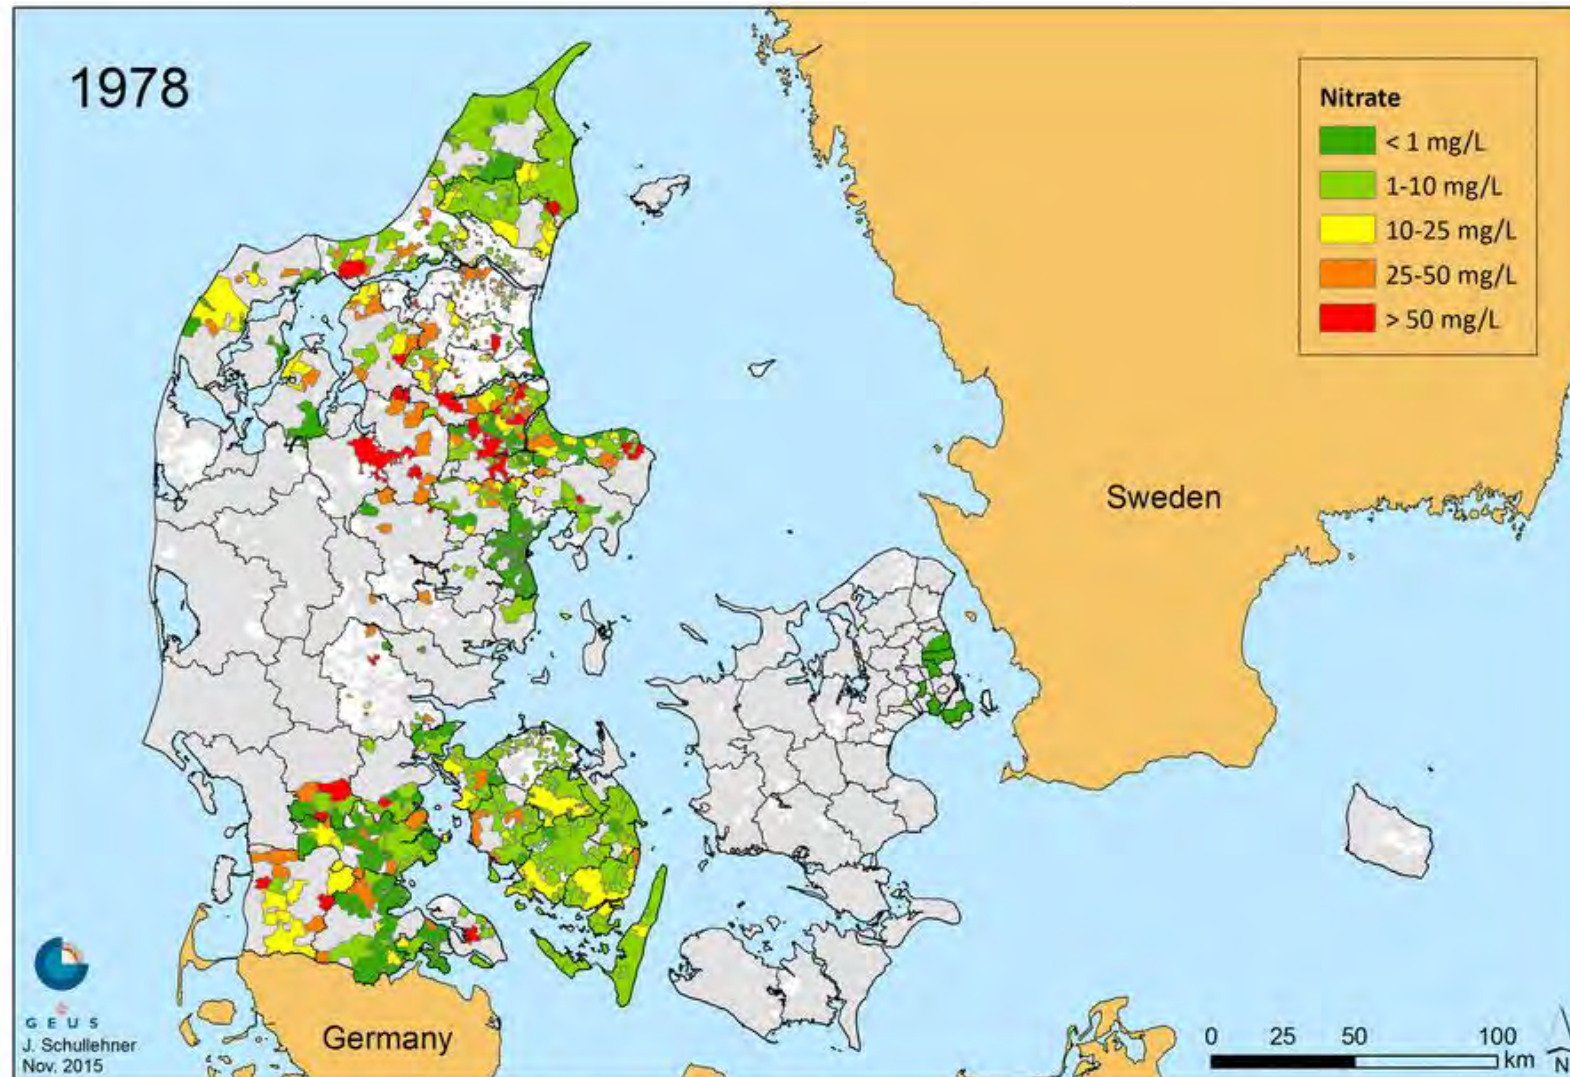 1978
Nitrate
< 1 mg/L
1-10 mg/L
10-25 mg/L
25-50 mg/L
> 50 mg/L
Sweden
Germany
G E U S
J. Schullehner
Nov. 2015
0 25 50 100
km
N